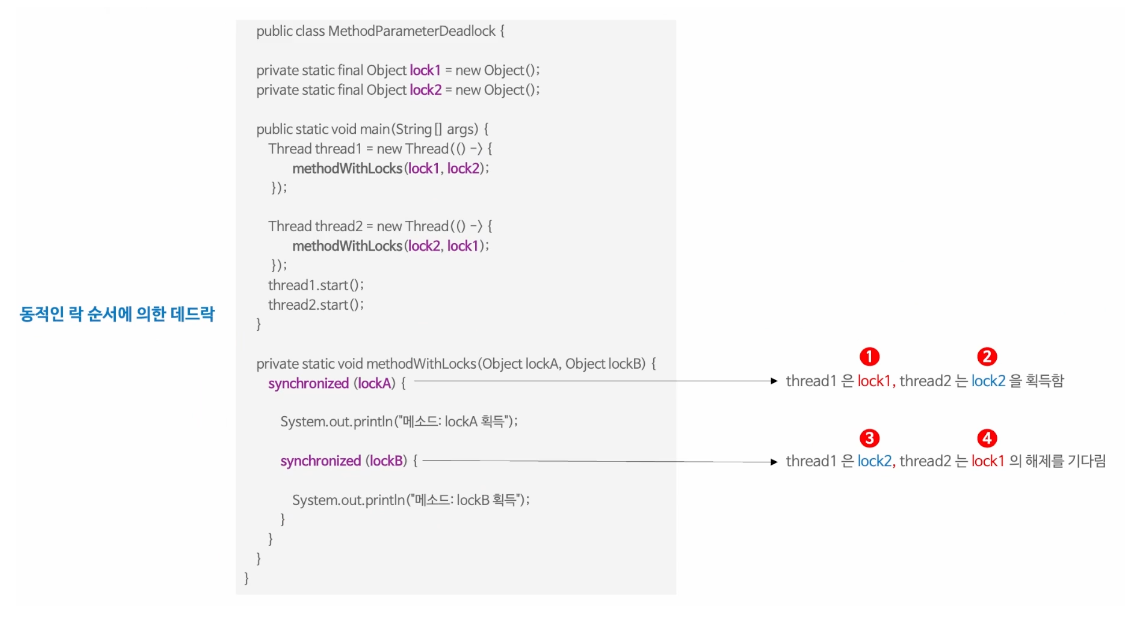 public class MethodParameterDeadlock {
private static final Object lock1 = new Object();
private static final Object lock2 = new Object();
public static void main(String[] args) {
Thread thread1 = new Thread(() -> {
methodWithLocks(lock1, lock2);
});
Thread thread2 = new Thread(() -> {
methodWithLocks(lock2, lock1);
});
thread1.start();
thread2.start();
}
동적인 락 순서에 의한 데드락
private static void methodWithLocks(Object lockA, Object lockB) {
synchronized (lockA) {
1 2
thread1 은 lock1, thread2 는 lock2 을 획득함
System.out.println("메소드: lockA 획득");
synchronized (lockB) {
3 4
thread1 은 lock2, thread2 는 lock1 의 해제를 기다림
System.out.println("메소드: lockB 획득");
}
}
}
}